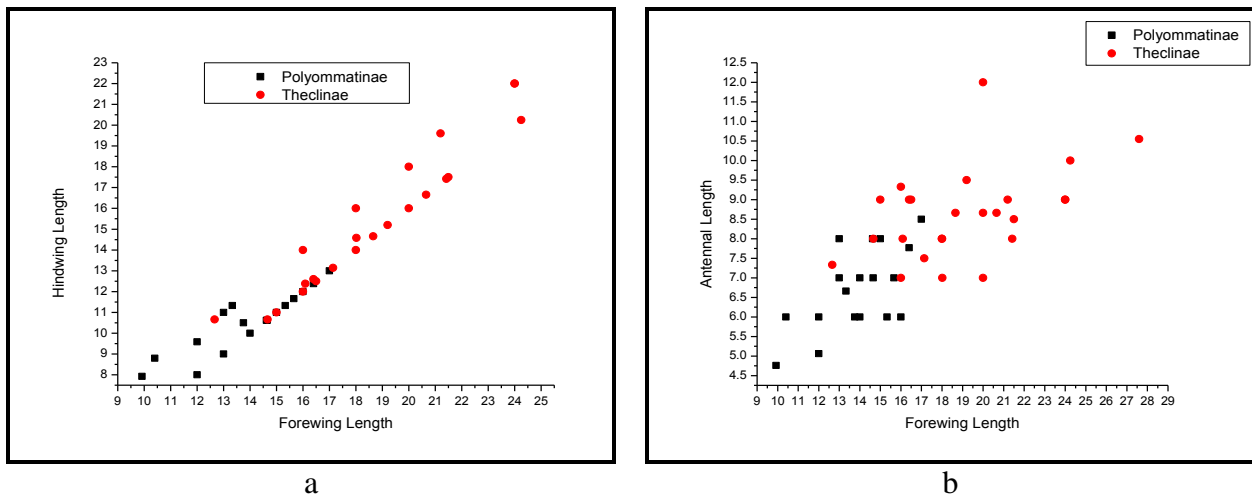 Polyommatinae
Theclinae
23
22
21
20
19
18
17
16
15
14
13
12
11
10
9
8
Hindwing Length
9 10 11 12 13 14 15 16 17 18 19 20 21 22 23 24 25
Forewing Length
a
Polyommatinae
Theclinae
12.5
12.0
11.5
11.0
10.5
10.0
9.5
9.0
8.5
8.0
7.5
7.0
6.5
6.0
5.5
5.0
4.5
Antennal Length
9 10 11 12 13 14 15 16 17 18 19 20 21 22 23 24 25 26 27 28 29
Forewing Length
b